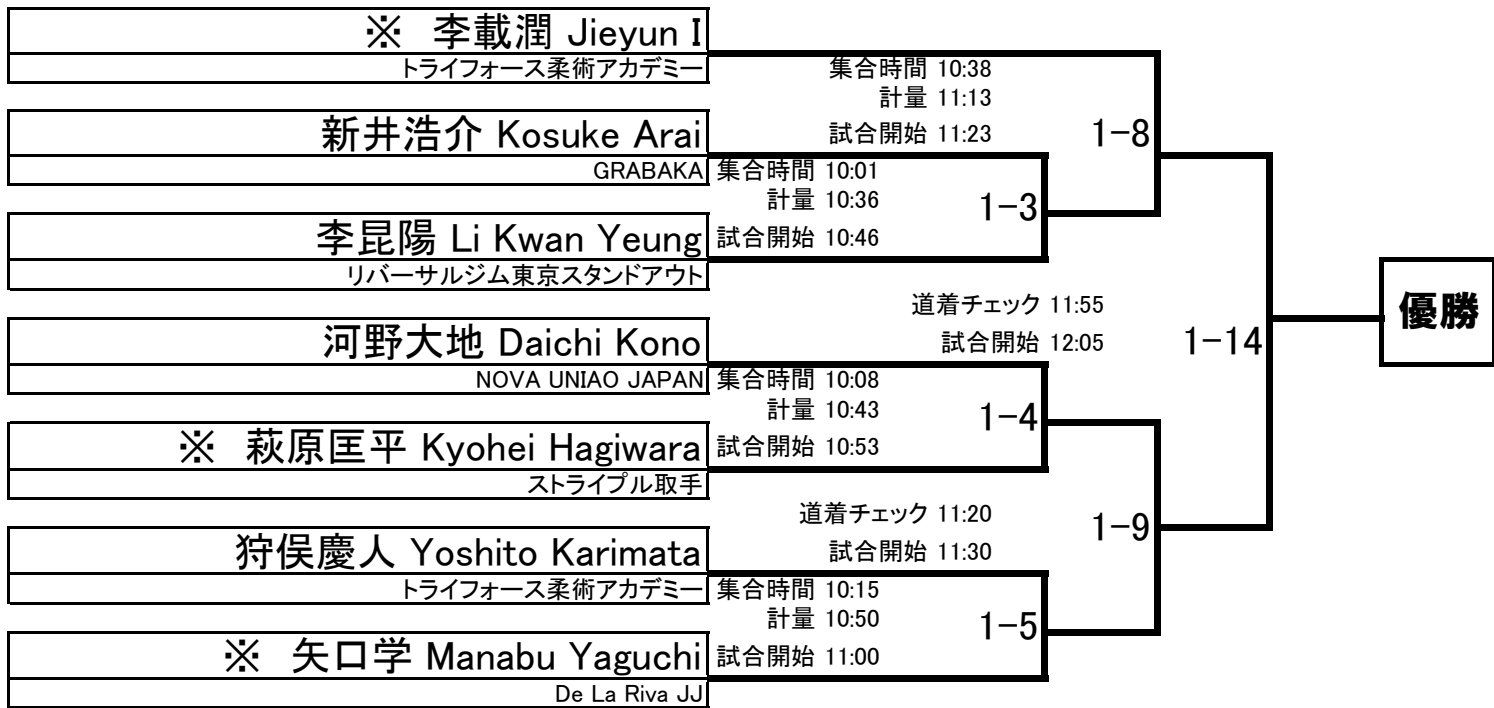 ※ 李載潤 Jieyun I
トライフォース柔術アカデミー
集合時間 10:38
計量 11:13
試合開始 11:23
1-8
新井浩介 Kosuke Arai
GRABAKA
集合時間 10:01
計量 10:36
試合開始 10:46
1-3
李昆陽 Li Kwan Yeung
リバーサルジム東京スタンドアウト
道着チェック 11:55
試合開始 12:05
1-14
優勝
河野大地 Daichi Kono
NOVA UNIAO JAPAN
集合時間 10:08
計量 10:43
試合開始 10:53
1-4
※ 萩原匡平 Kyohei Hagiwara
ストライプル取手
道着チェック 11:20
試合開始 11:30
1-9
狩俣慶人 Yoshito Karimata
トライフォース柔術アカデミー
集合時間 10:15
計量 10:50
試合開始 11:00
1-5
※ 矢口学 Manabu Yaguchi
De La Riva JJ